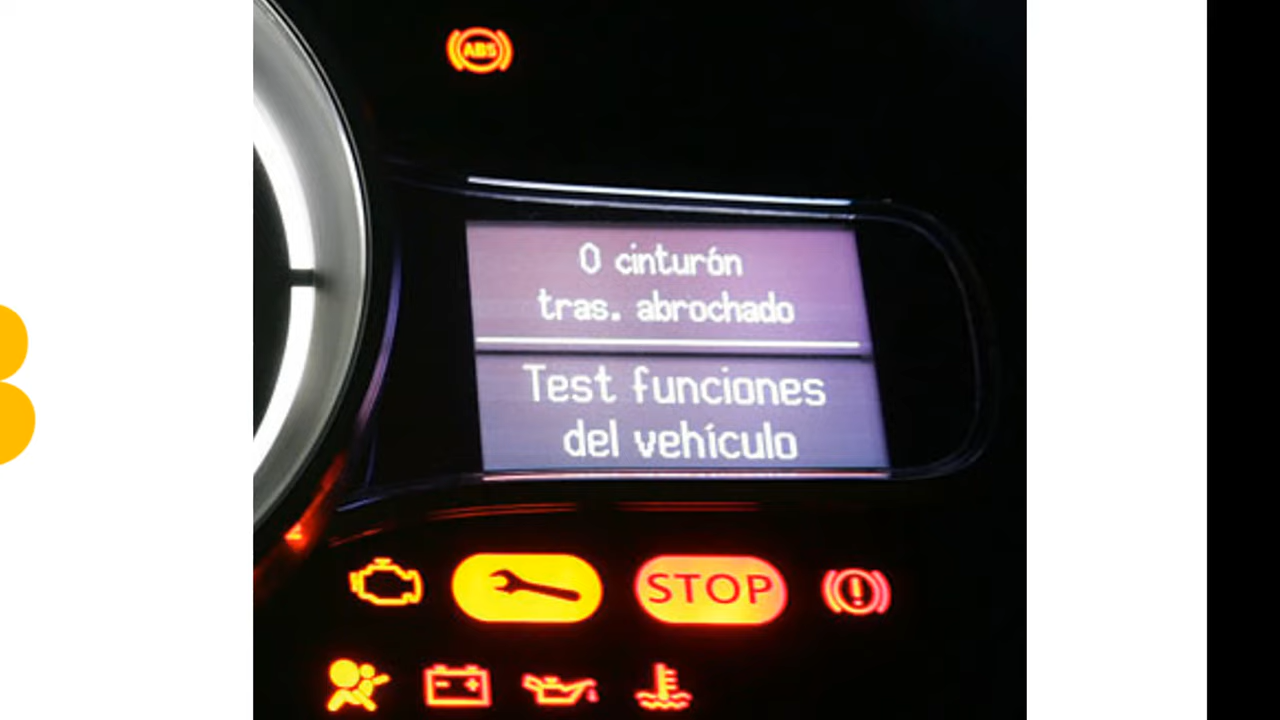 ABS
0 cinturón
tras. abrochado
Test funciones
del vehículo
STOP